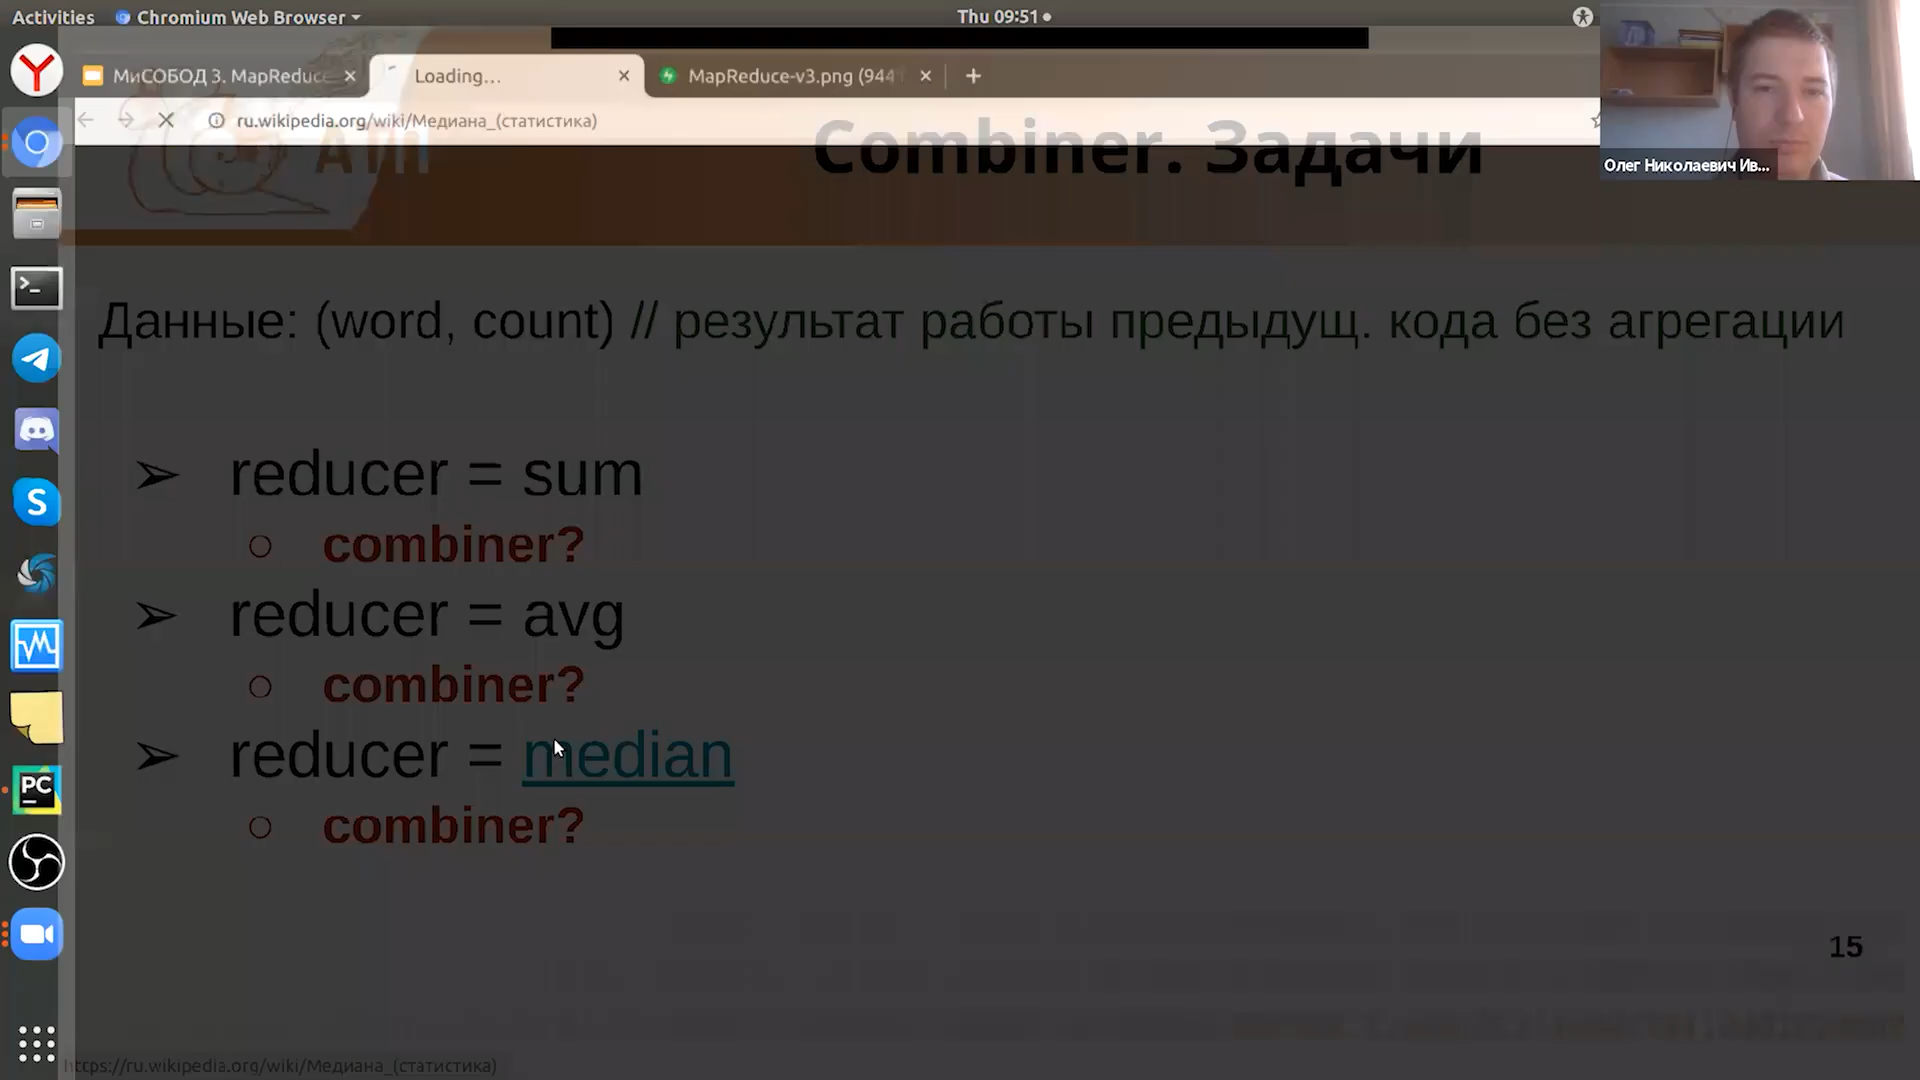 Activities
Chromium Web Browser
Thu 09:51
МиСОБОД 3. MapReduce
Loading…
MapReduce-v3.png (944
ru.wikipedia.org/wiki/Медиана_(статистика)
Combiner. Задачи
Олег Николаевич Ив...
Данные: (word, count) // результат работы предыдущ. кода без агрегации
➢ reducer = sum
○ combiner?
➢ reducer = avg
○ combiner?
➢ reducer = median
○ combiner?
15
https://ru.wikipedia.org/wiki/Медиана_(статистика)
S
PC